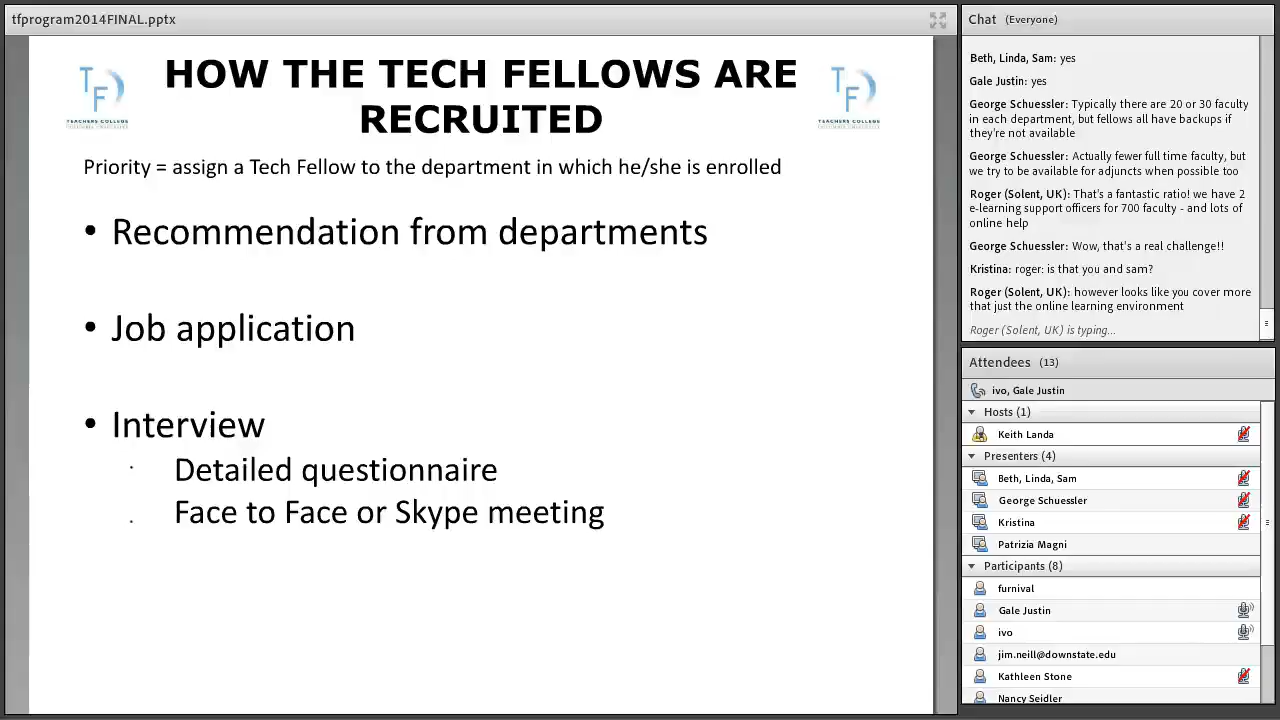 tfprogram2014FINAL.pptx
HOW THE TECH FELLOWS ARE
RECRUITED
TF
TEACHERS COLLEGE
TF
TEACHERS COLLEGE
Priority = assign a Tech Fellow to the department in which he/she is enrolled
• Recommendation from departments
• Job application
• Interview
· Detailed questionnaire
. Face to Face or Skype meeting
Chat (Everyone)
Beth, Linda, Sam: yes
Gale Justin: yes
George Schuessler: Typically there are 20 or 30 faculty
in each department, but fellows all have backups if
they're not available
George Schuessler: Actually fewer full time faculty, but
we try to be available for adjuncts when possible too
Roger (Solent, UK): That's a fantastic ratio! we have 2
e-learning support officers for 700 faculty - and lots of
online help
George Schuessler: Wow, that's a real challenge!!
Kristina: roger: is that you and sam?
Roger (Solent, UK): however looks like you cover more
that just the online learning environment
Roger (Solent, UK) is typing...
Attendees (13)
ivo, Gale Justin
Hosts (1)
Keith Landa
Presenters (4)
Beth, Linda, Sam
George Schuessler
Kristina
Patrizia Magni
Participants (8)
furnival
Gale Justin
ivo
jim.neill@downstate.edu
Kathleen Stone
Nancy Seidler